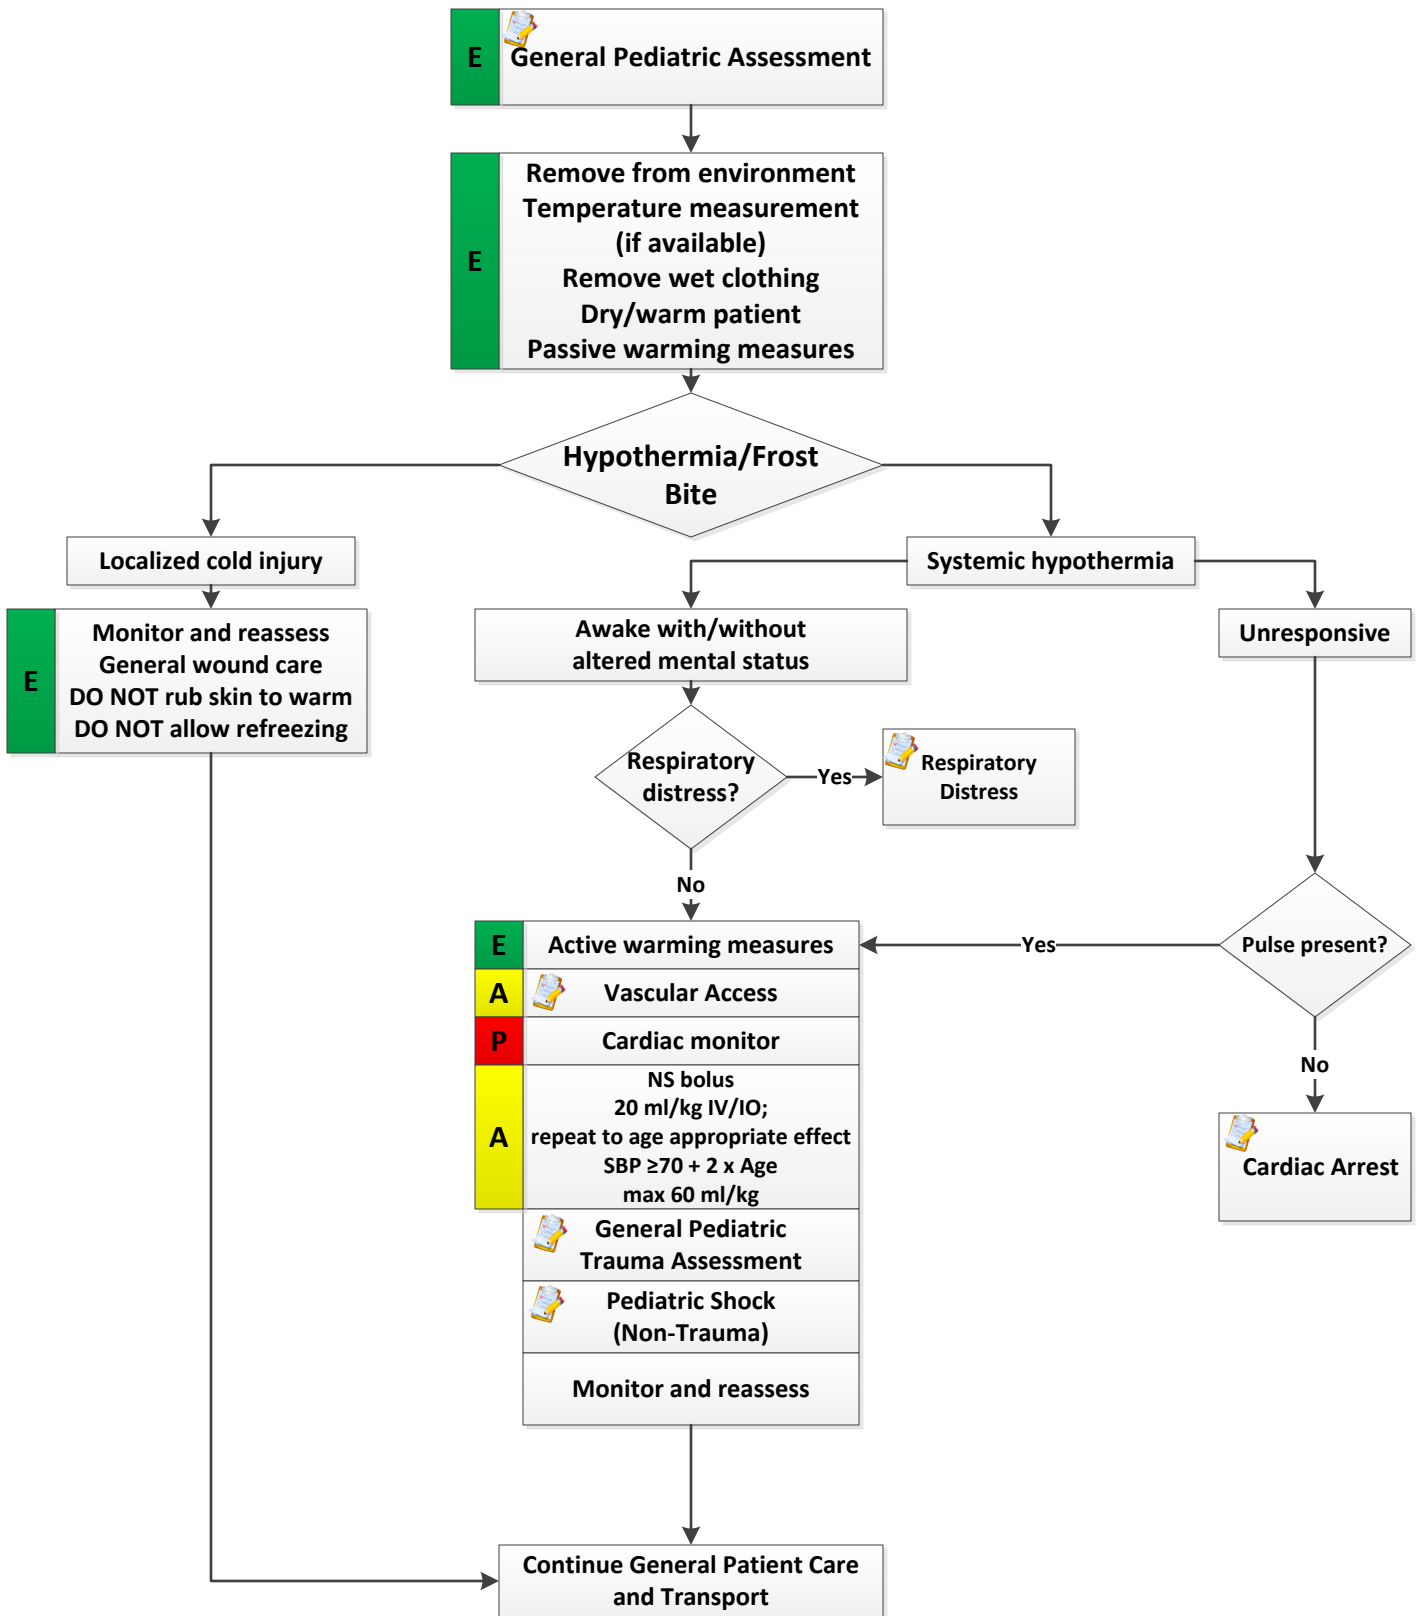 E
General Pediatric Assessment
E
Remove from environment
Temperature measurement
(if available)
Remove wet clothing
Dry/warm patient
Passive warming measures
Hypothermia/Frost
Bite
Localized cold injury
Systemic hypothermia
E
Monitor and reassess
General wound care
DO NOT rub skin to warm
DO NOT allow refreezing
Awake with/without
altered mental status
Unresponsive
Respiratory
distress?
Yes
Respiratory
Distress
No
E
Active warming measures
Yes
Pulse present?
A
Vascular Access
P
Cardiac monitor
No
A
NS bolus
20 ml/kg IV/IO;
repeat to age appropriate effect
SBP ≥70 + 2 x Age
max 60 ml/kg
Cardiac Arrest
General Pediatric
Trauma Assessment
Pediatric Shock
(Non-Trauma)
Monitor and reassess
Continue General Patient Care
and Transport